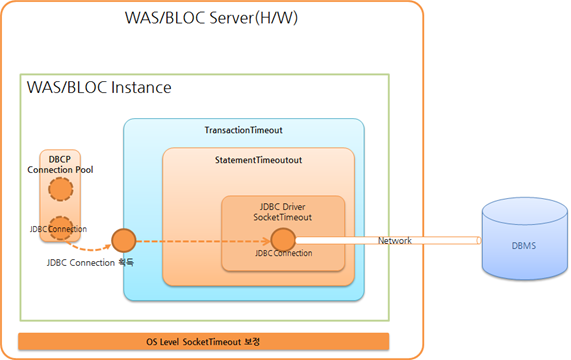 WAS/BLOC Server(H/W)
WAS/BLOC Instance
TransactionTimeout
StatementTimeoutout
DBCP
Connection Pool
JDBC Connection
JDBC Connection 획득
JDBC Driver
SocketTimeout
JDBC Connection
Network
DBMS
OS Level SocketTimeout 보정